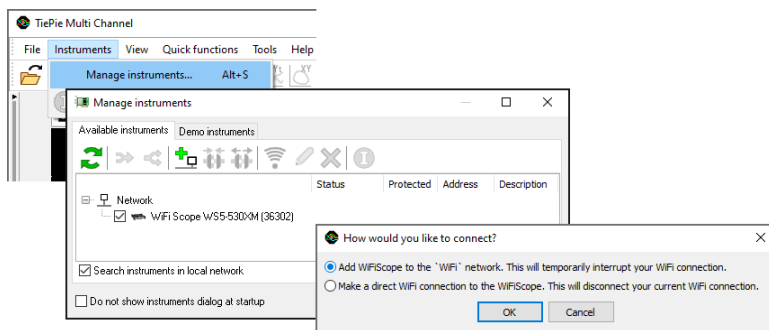 TiePie Multi Channel
File Instruments View Quick functions Tools Help
Manage instruments... Alt+S
Manage instruments
Available instruments Demo instruments
Status Protected Address Description
Network
WiFi Scope WS5-530XM (36302)
Search instruments in local network
Do not show instruments dialog at startup
How would you like to connect?
Add WiFiScope to the `WiFi` network. This will temporarily interrupt your WiFi connection.
Make a direct WiFi connection to the WiFiScope. This will disconnect your current WiFi connection.
OK Cancel